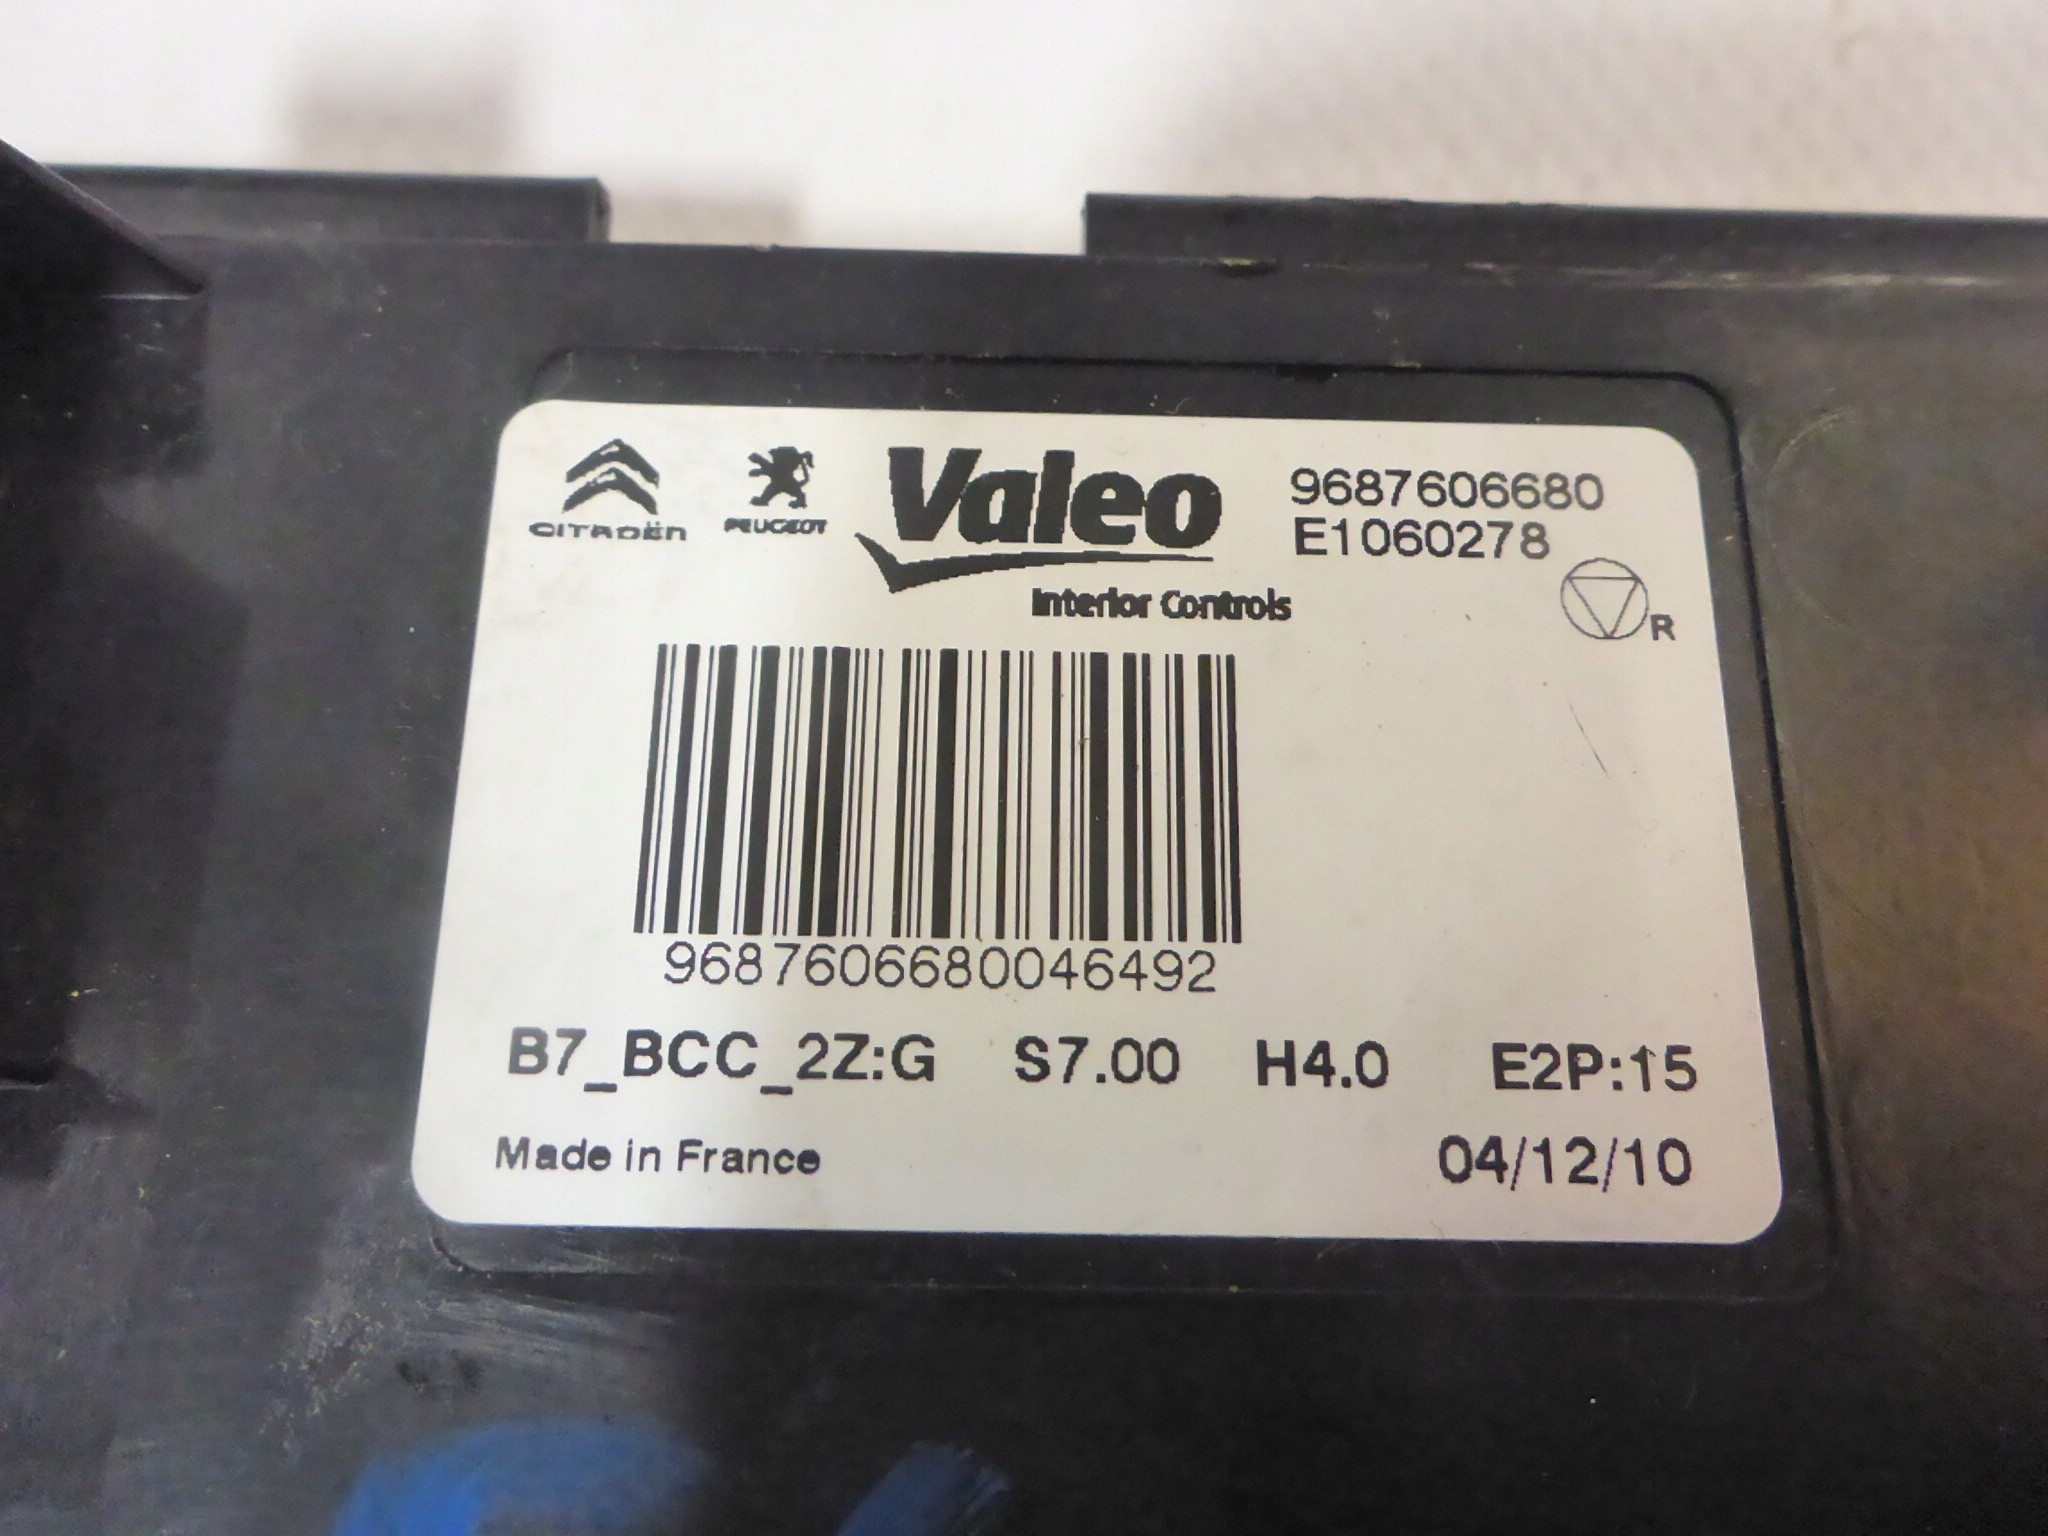 CITROËN PEUGEOT Valeo 9687606680
E1060278
Interior Controls R
9687606680046492
B7_BCC_2Z:G S7.00 H4.0 E2P:15
Made in France 04/12/10